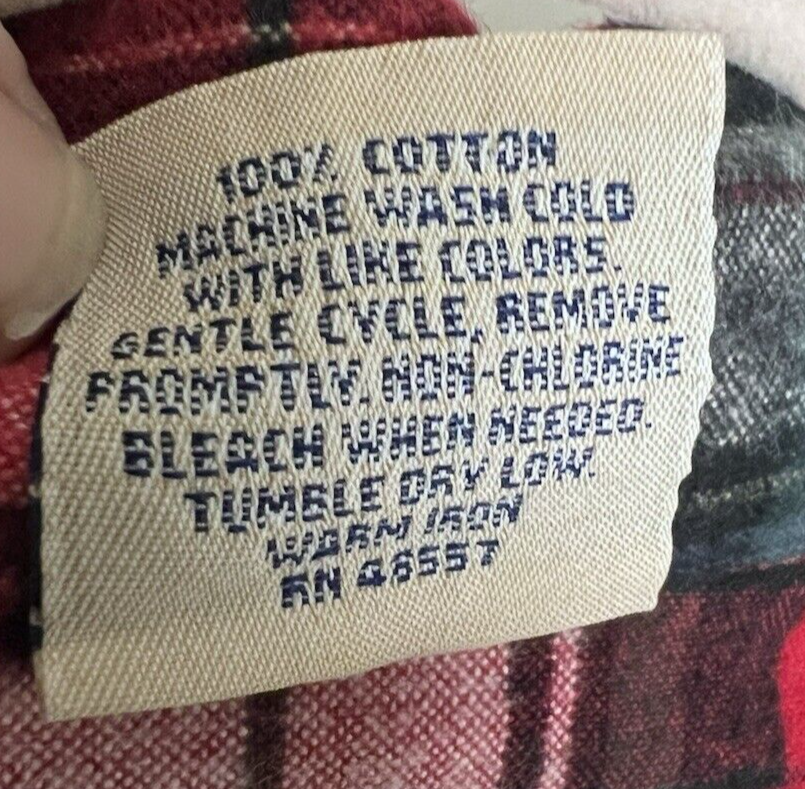 100% COTTON
MACHINE WASH COLD
WITH LIKE COLORS.
GENTLE CYCLE. REMOVE
PROMPTLY. NON-CHLORINE
BLEACH WHEN NEEDED.
TUMBLE DRY LOW.
WARM IRON
RN